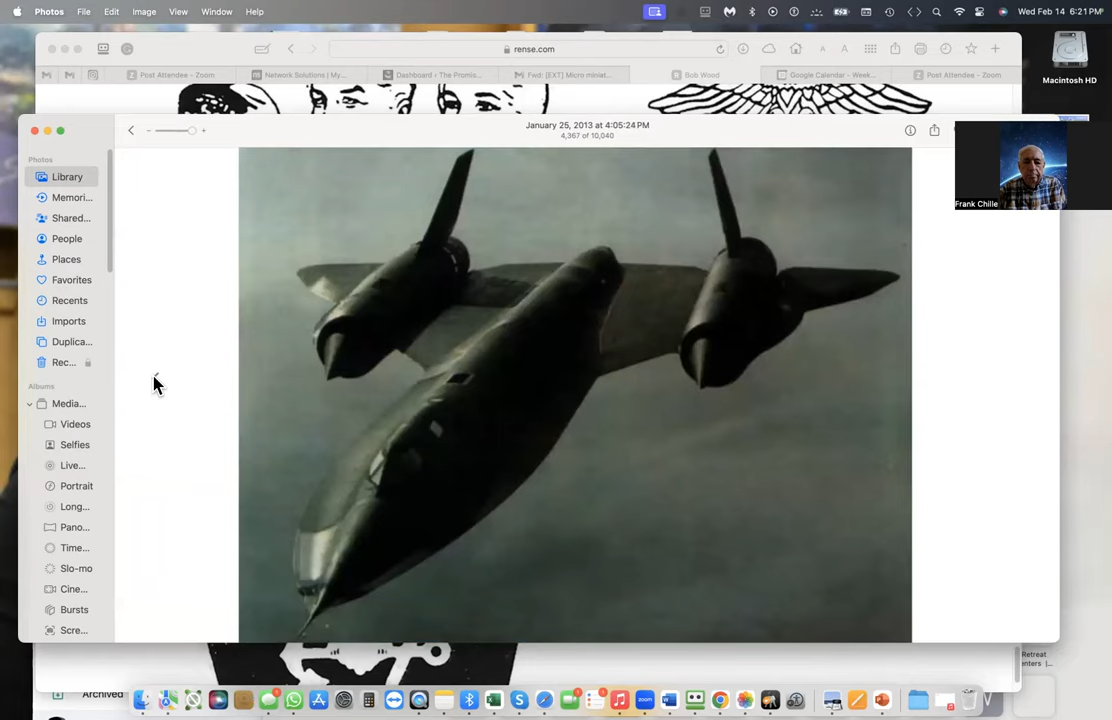 Photos File Edit Image View Window Help
Wed Feb 14 6:21 PM
rense.com
Post Attendee - Zoom
Network Solutions | My...
Dashboard ‹ The Promis...
Fwd: [EXT] Micro miniat...
Bob Wood
Google Calendar - Week...
Post Attendee - Zoom
Macintosh HD
January 25, 2013 at 4:05:24 PM
4,367 of 10,040
Frank Chille
Photos
Library
Memori...
Shared...
People
Places
Favorites
Recents
Imports
Duplica...
Rec...
Albums
Media...
Videos
Selfies
Live...
Portrait
Long...
Pano...
Time...
Slo-mo
Cine...
Bursts
Scre...
Retreat
enters |...
Archived